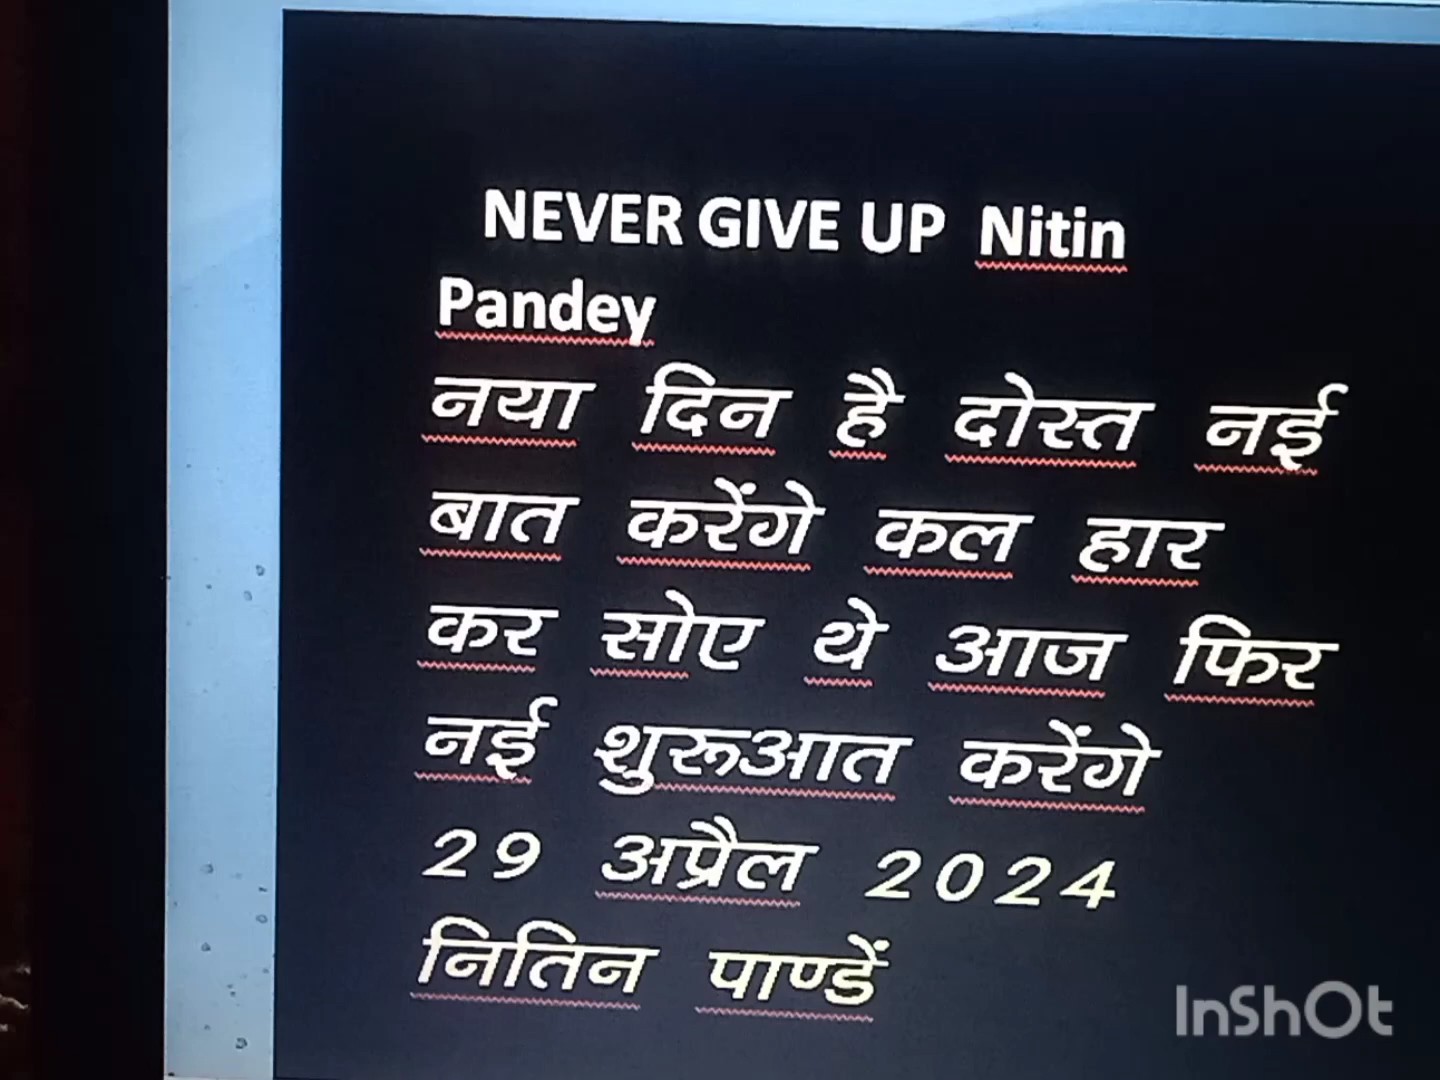 NEVER GIVE UP Nitin
Pandey
नया दिन है दोस्त नई
बात करेंगे कल हार
कर सोए थे आज फिर
नई शुरूआत करेंगे
29 अप्रैल 2024
नितिन पाण्डें
InShOt